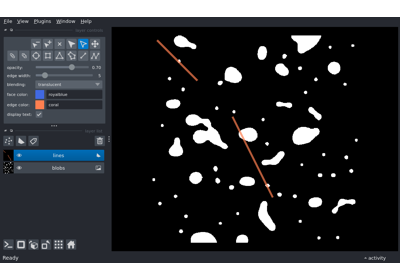 File View Plugins Window Help
opacity: 0.70
edge width: 5
blending: translucent
face color: royalblue
edge color: coral
display text: ✓
lines
blobs
Ready
activity